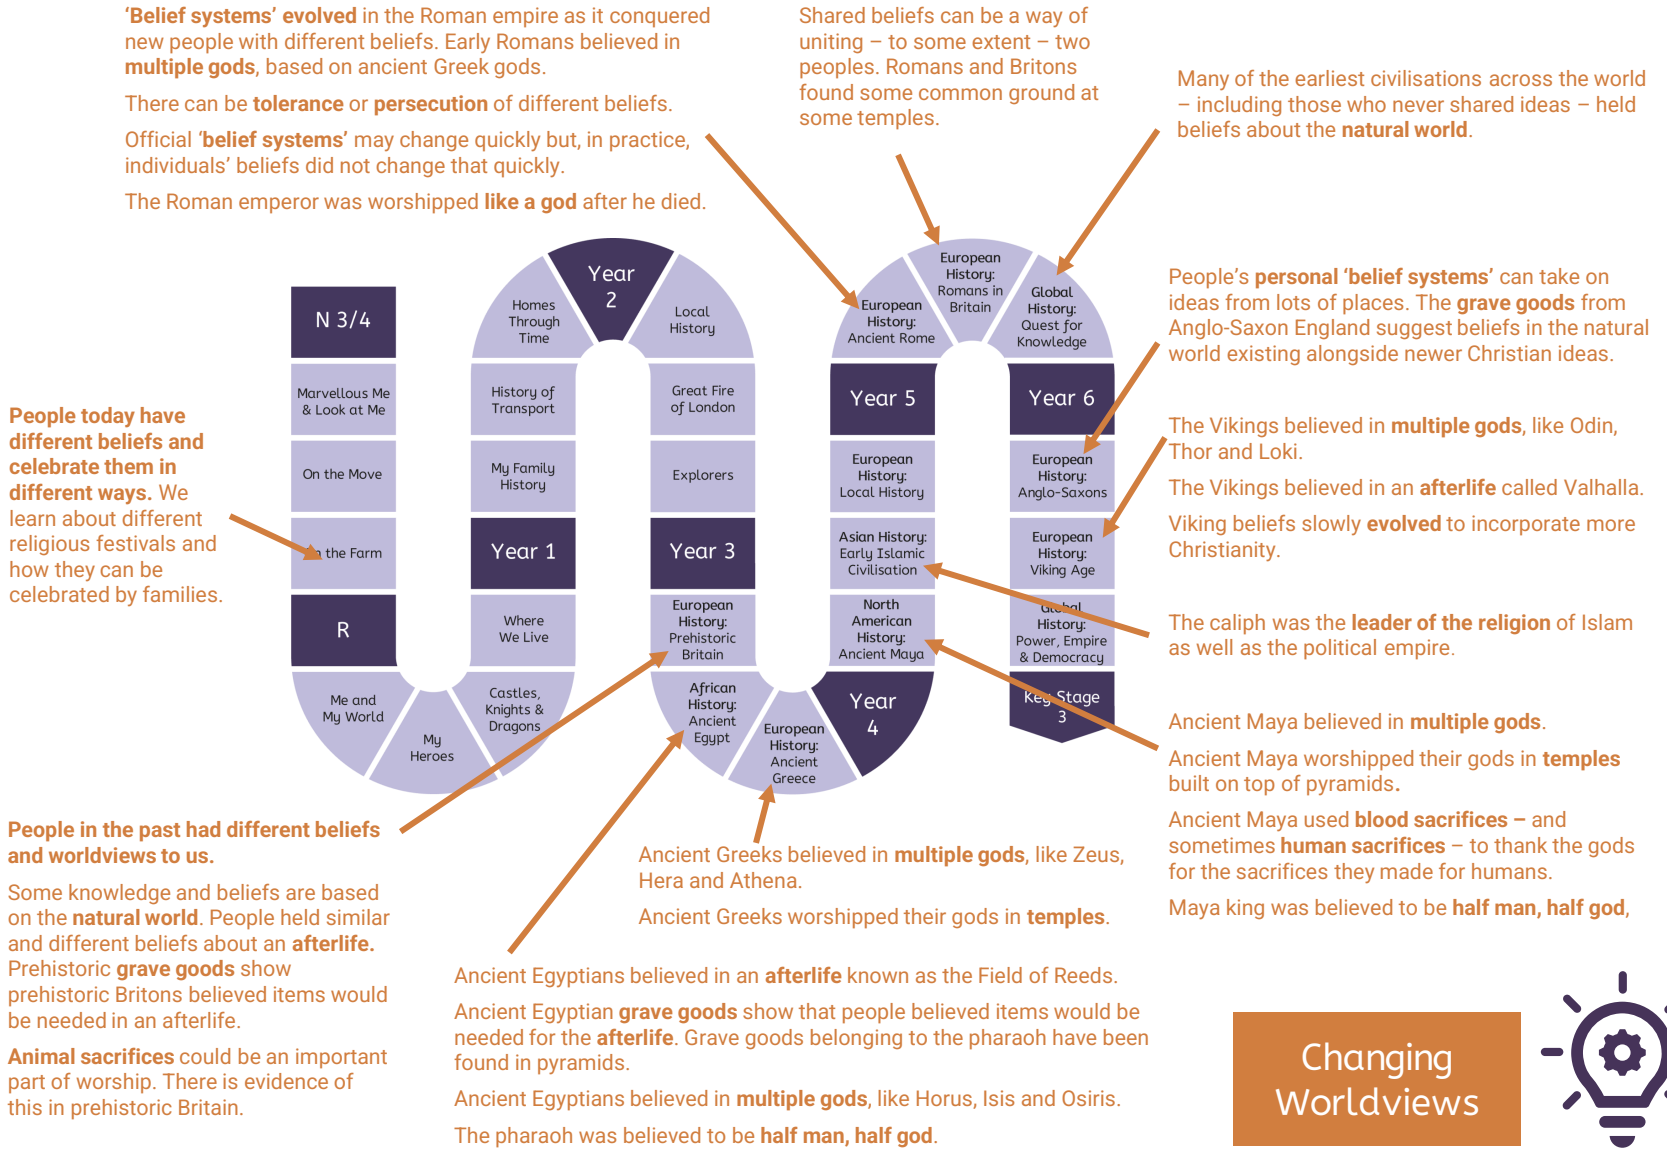 ‘Belief systems’ evolved in the Roman empire as it conquered
new people with different beliefs. Early Romans believed in
multiple gods, based on ancient Greek gods.
There can be tolerance or persecution of different beliefs.
Official ‘belief systems’ may change quickly but, in practice,
individuals’ beliefs did not change that quickly.
The Roman emperor was worshipped like a god after he died.
Shared beliefs can be a way of
uniting – to some extent – two
peoples. Romans and Britons
found some common ground at
some temples.
Many of the earliest civilisations across the world
– including those who never shared ideas – held
beliefs about the natural world.
People’s personal ‘belief systems’ can take on
ideas from lots of places. The grave goods from
Anglo-Saxon England suggest beliefs in the natural
world existing alongside newer Christian ideas.
The Vikings believed in multiple gods, like Odin,
Thor and Loki.
The Vikings believed in an afterlife called Valhalla.
Viking beliefs slowly evolved to incorporate more
Christianity.
The caliph was the leader of the religion of Islam
as well as the political empire.
Ancient Maya believed in multiple gods.
Ancient Maya worshipped their gods in temples
built on top of pyramids.
Ancient Maya used blood sacrifices – and
sometimes human sacrifices – to thank the gods
for the sacrifices they made for humans.
Maya king was believed to be half man, half god,
People today have
different beliefs and
celebrate them in
different ways. We
learn about different
religious festivals and
how they can be
celebrated by families.
N 3/4
Marvellous Me
& Look at Me
On the Move
the Farm
R
Me and
My World
My
Heroes
Castles,
Knights &
Dragons
Where
We Live
Year 1
My Family
History
History of
Transport
Homes
Through
Time
Year
2
Local
History
Great Fire
of London
Explorers
Year 3
European
History:
Prehistoric
Britain
African
History:
Ancient
Egypt
European
History:
Ancient
Greece
Year
4
North
American
History:
Ancient Maya
Asian History:
Early Islamic
Civilisation
European
History:
Local History
Year 5
European
History:
Ancient Rome
European
History:
Romans in
Britain
Global
History:
Quest for
Knowledge
Year 6
European
History:
Anglo-Saxons
European
History:
Viking Age
Global
History:
Power, Empire
& Democracy
Key Stage
3
People in the past had different beliefs
and worldviews to us.
Some knowledge and beliefs are based
on the natural world. People held similar
and different beliefs about an afterlife.
Prehistoric grave goods show
prehistoric Britons believed items would
be needed in an afterlife.
Animal sacrifices could be an important
part of worship. There is evidence of
this in prehistoric Britain.
Ancient Greeks believed in multiple gods, like Zeus,
Hera and Athena.
Ancient Greeks worshipped their gods in temples.
Ancient Egyptians believed in an afterlife known as the Field of Reeds.
Ancient Egyptian grave goods show that people believed items would be
needed for the afterlife. Grave goods belonging to the pharaoh have been
found in pyramids.
Ancient Egyptians believed in multiple gods, like Horus, Isis and Osiris.
The pharaoh was believed to be half man, half god.
Changing
Worldviews